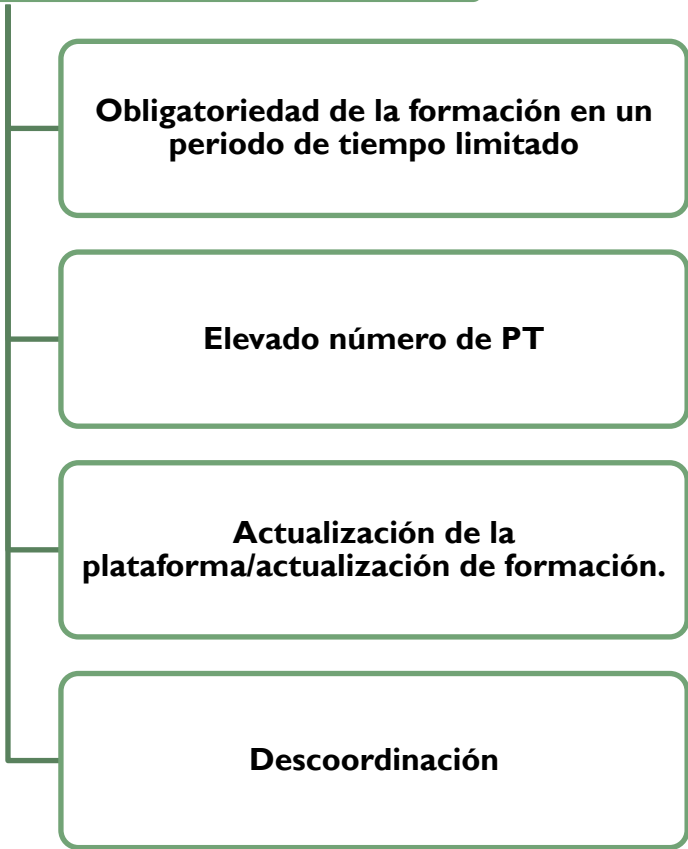 Obligatoriedad de la formación en un
periodo de tiempo limitado
Elevado número de PT
Actualización de la
plataforma/actualización de formación.
Descoordinación